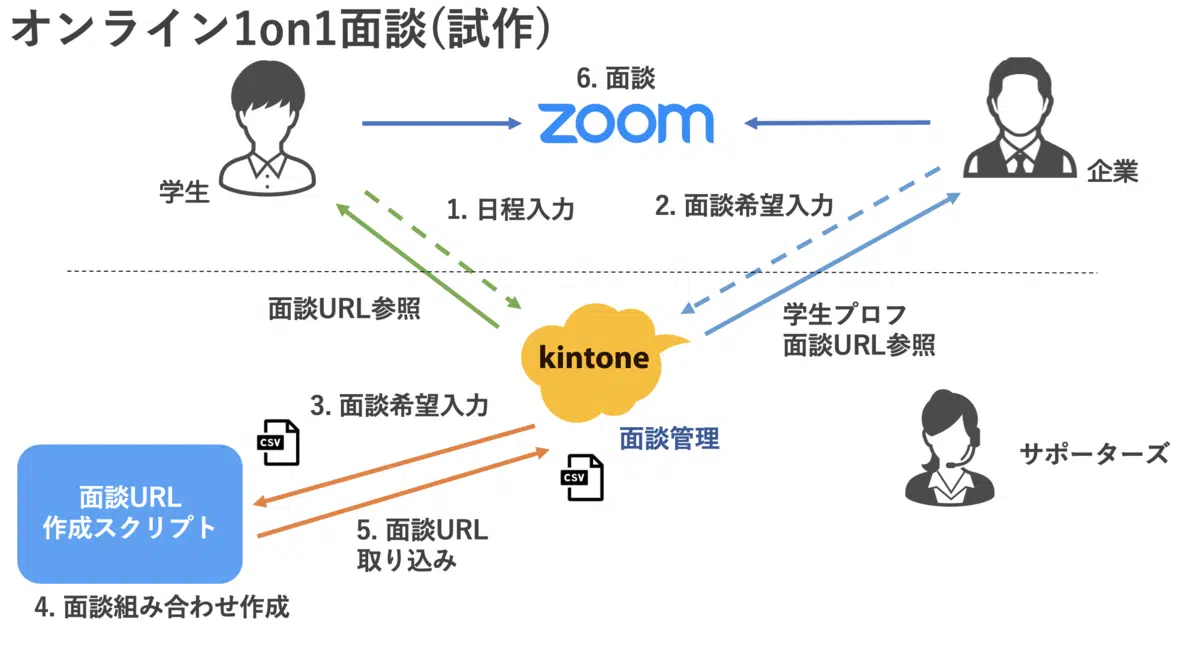 オンライン1on1面談(試作)
6. 面談
zoom
学生
企業
1. 日程入力
2. 面談希望入力
面談URL参照
学生プロフ
面談URL参照
kintone
3. 面談希望入力
面談管理
CSV
CSV
サポーターズ
面談URL
作成スクリプト
5. 面談URL
取り込み
4. 面談組み合わせ作成